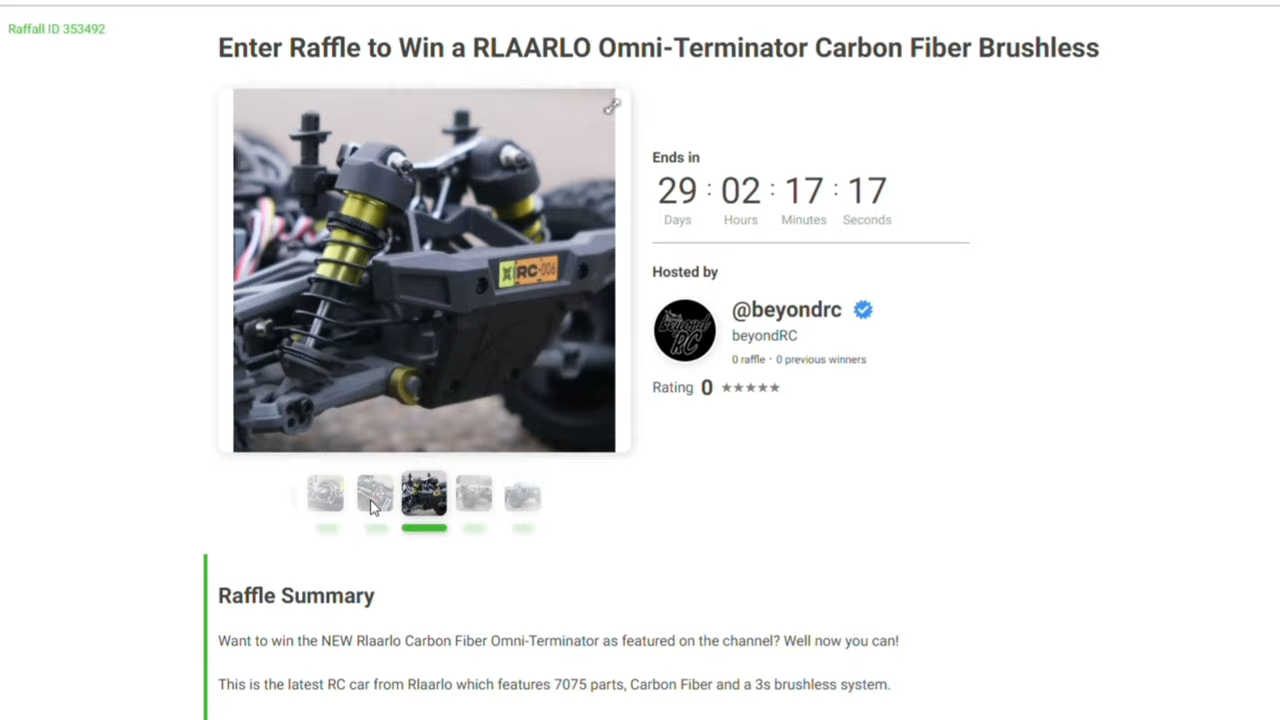 Raffall ID 353492
Enter Raffle to Win a RLAARLO Omni-Terminator Carbon Fiber Brushless
RC-006
Ends in
29 : 02 : 17 : 17
Days Hours Minutes Seconds
Hosted by
beyond RC
@beyondrc
beyondRC
0 raffle · 0 previous winners
Rating 0 ★★★★★
Raffle Summary
Want to win the NEW Rlaarlo Carbon Fiber Omni-Terminator as featured on the channel? Well now you can!
This is the latest RC car from Rlaarlo which features 7075 parts, Carbon Fiber and a 3s brushless system.